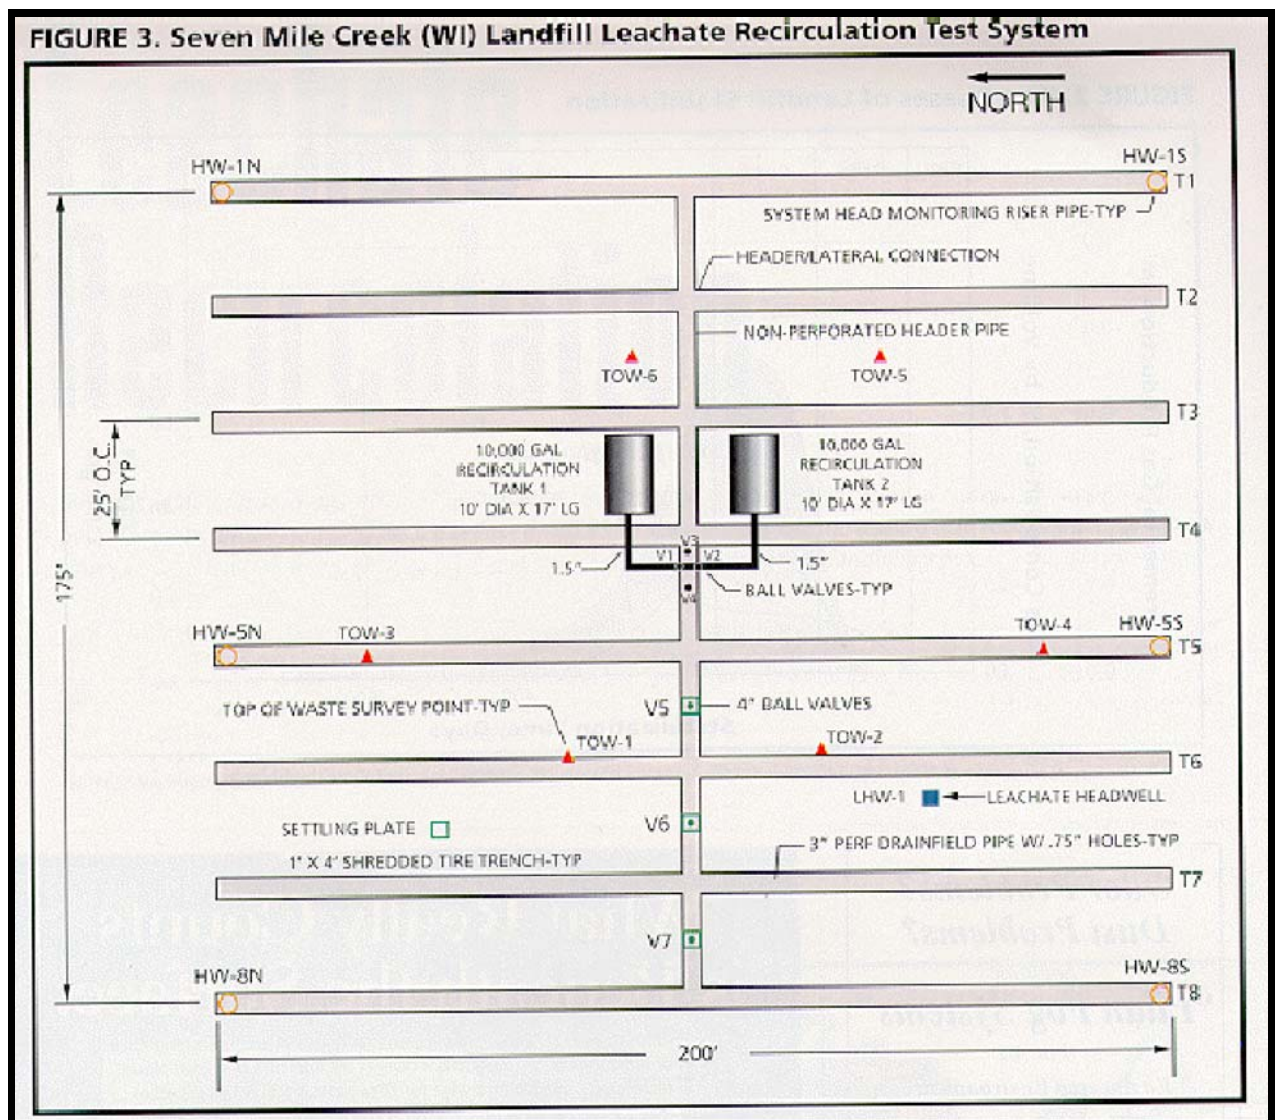 FIGURE 3. Seven Mile Creek (WI) Landfill Leachate Recirculation Test System
NORTH
HW-1N
HW-1S
T1
SYSTEM HEAD MONITORING RISER PIPE-TYP
HEADER/LATERAL CONNECTION
T2
NON-PERFORATED HEADER PIPE
TOW-6
TOW-5
T3
25' O.C.
TYP
10,000 GAL
RECIRCULATION
TANK 1
10' DIA X 17' LG
10,000 GAL
RECIRCULATION
TANK 2
10' DIA X 17' LG
T4
V3
V1
V2
1.5"
1.5"
BALL VALVES-TYP
V4
175'
HW-5N
TOW-3
TOW-4
HW-5S
T5
TOP OF WASTE SURVEY POINT-TYP
V5
4" BALL VALVES
TOW-1
TOW-2
T6
LHW-1
LEACHATE HEADWELL
SETTLING PLATE
V6
3" PERF DRAINFIELD PIPE W/ .75" HOLES-TYP
1' X 4' SHREDDED TIRE TRENCH-TYP
T7
V7
HW-8N
HW-8S
T8
200'